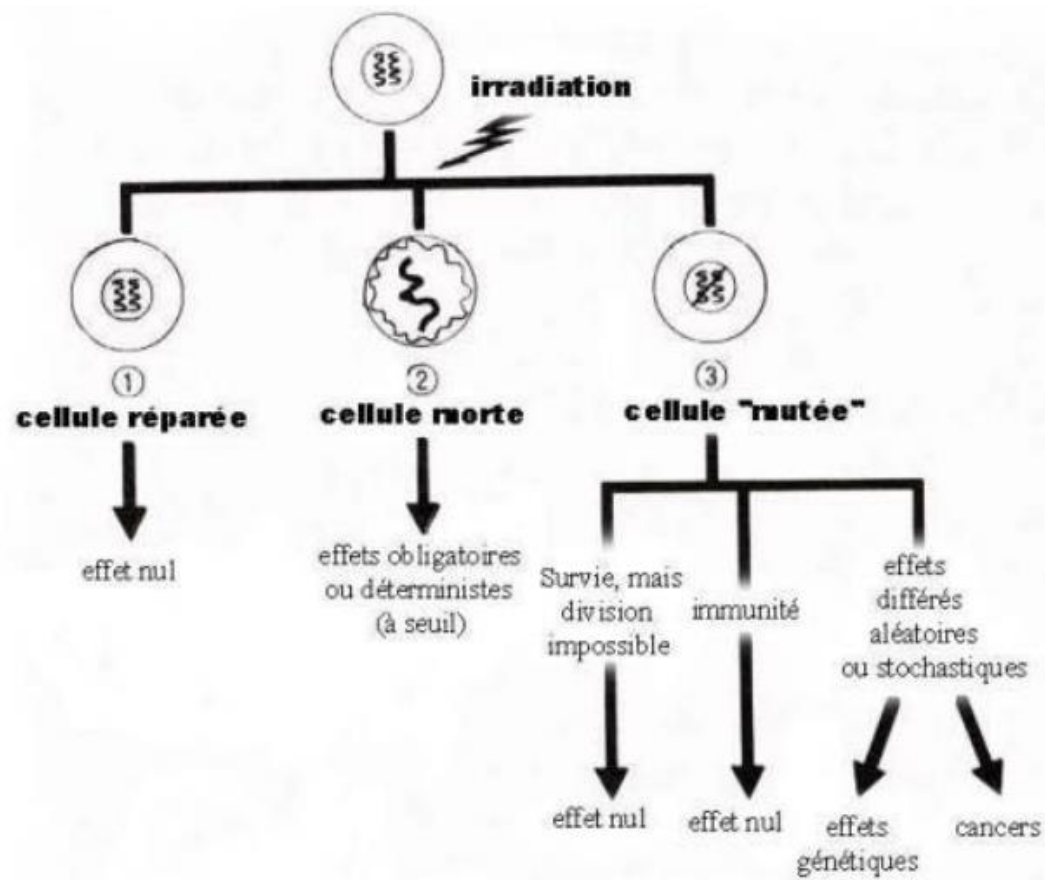 irradiation
①
cellule réparée
effet nul
②
cellule morte
effets obligatoires
ou déterministes
(à seuil)
③
cellule "mutée"
Survie, mais
division
impossible
effet nul
immunité
effet nul
effets
différés
aléatoires
ou stochastiques
effets
génétiques
cancers